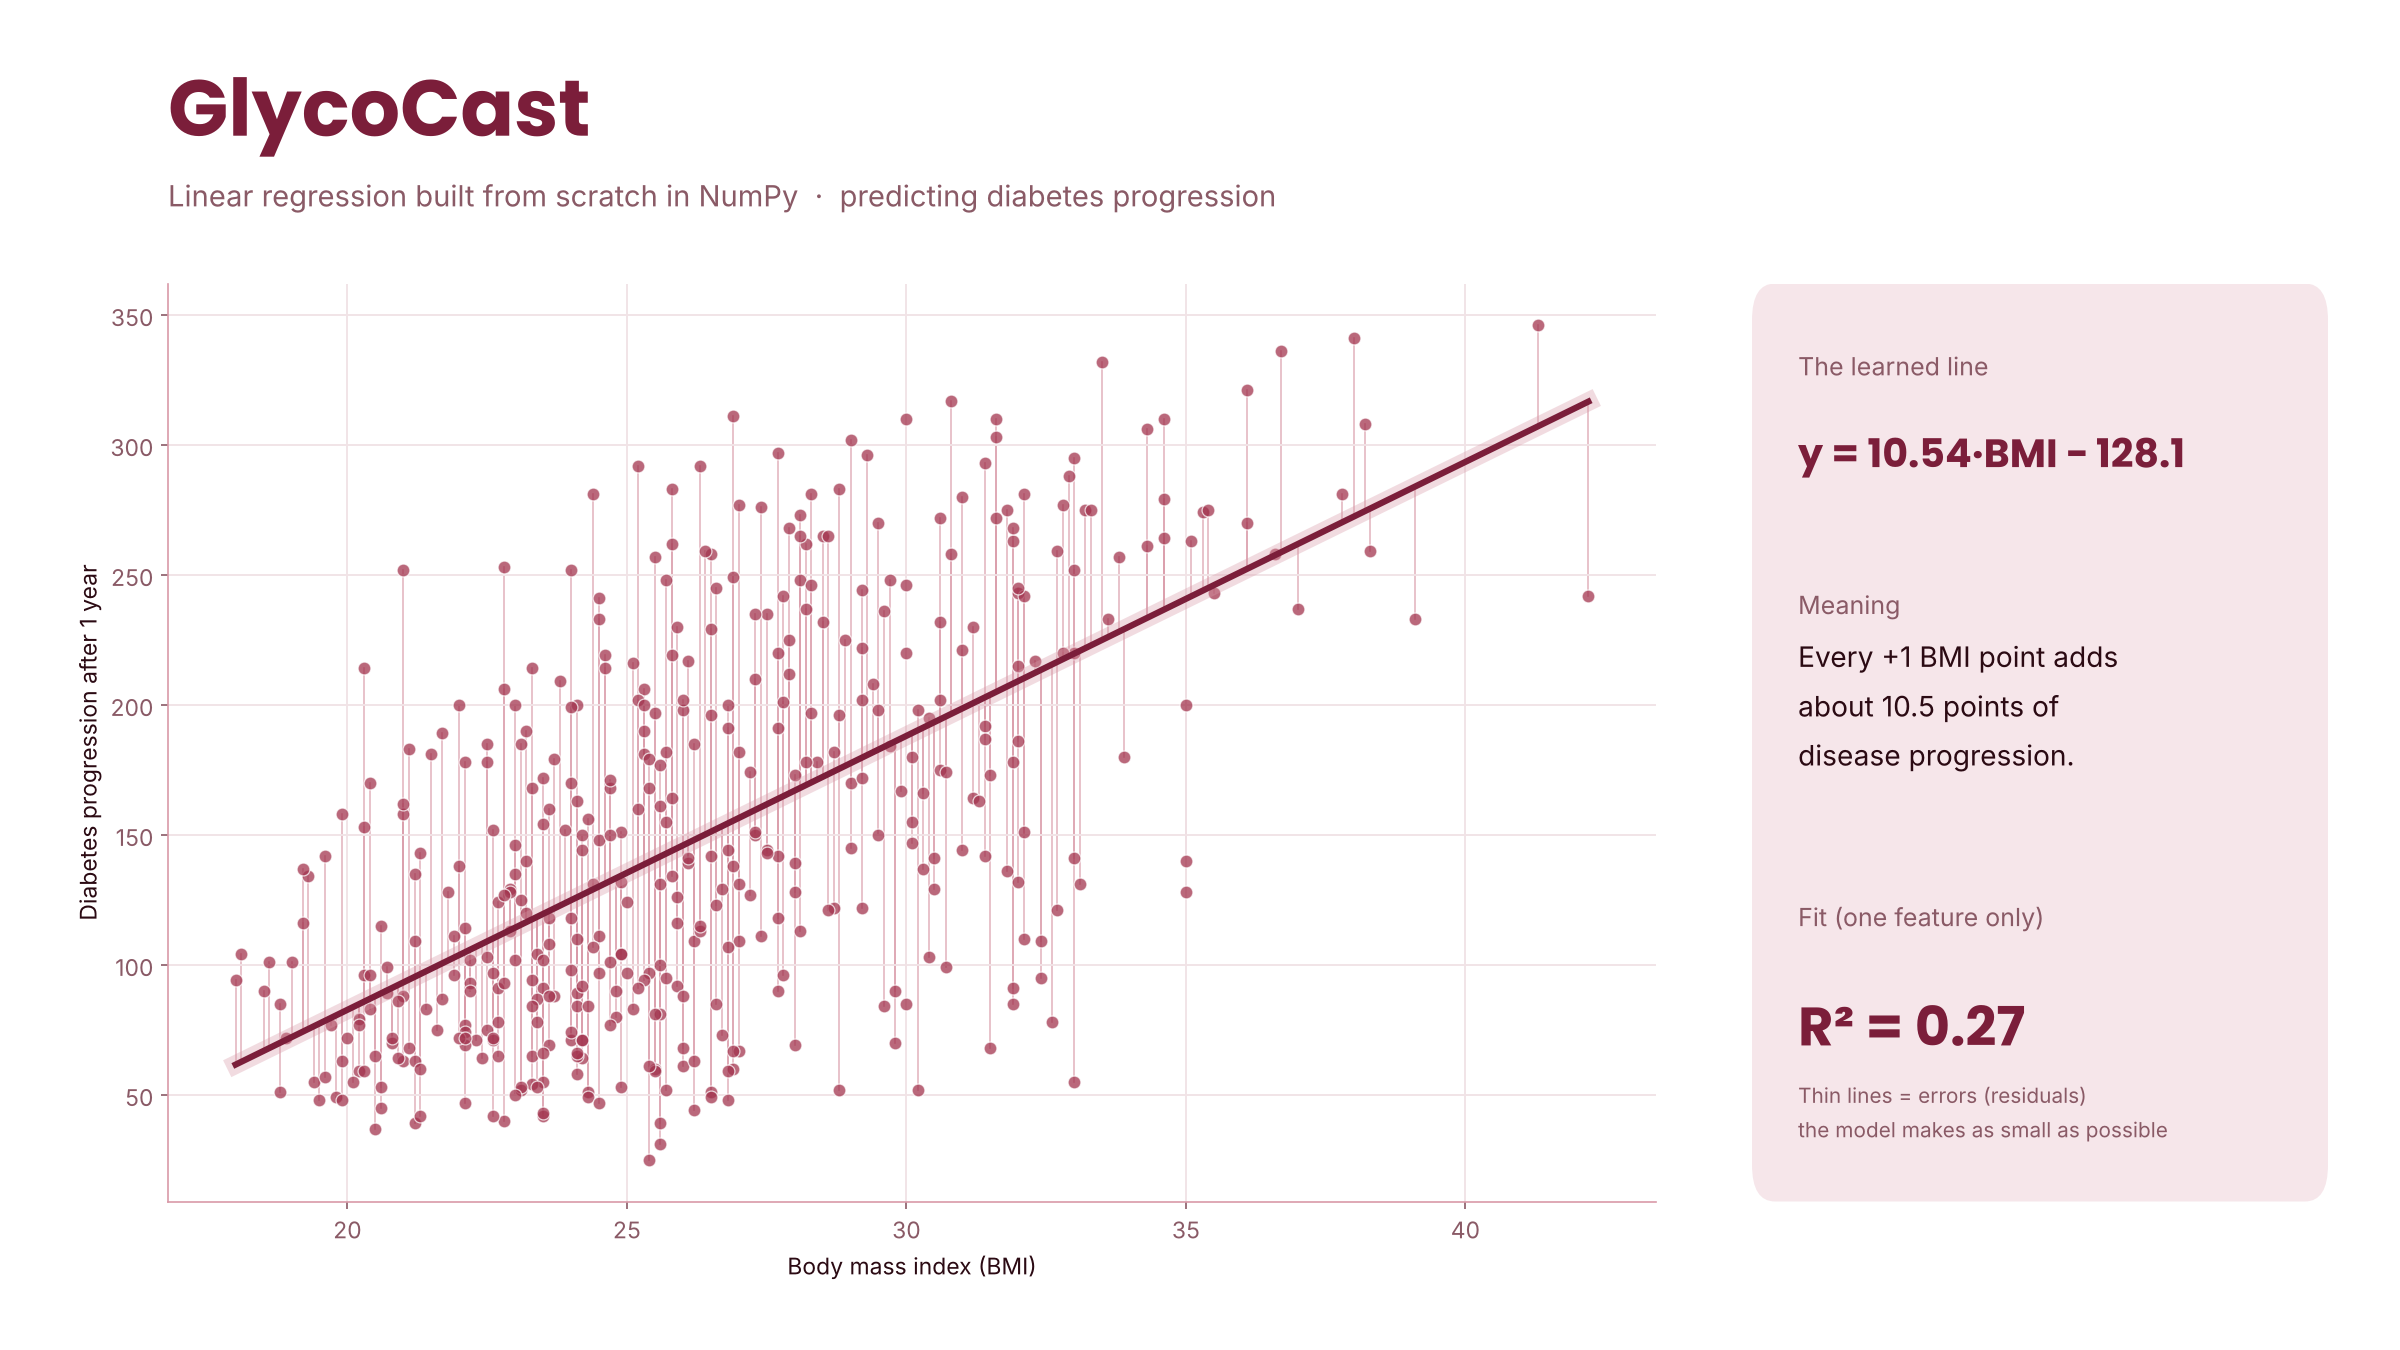 GlycoCast
Linear regression built from scratch in NumPy · predicting diabetes progression
350
300
250
200
150
100
50
Diabetes progression after 1 year
20
25
30
35
40
Body mass index (BMI)
The learned line
y = 10.54·BMI − 128.1
Meaning
Every +1 BMI point adds
about 10.5 points of
disease progression.
Fit (one feature only)
R² = 0.27
Thin lines = errors (residuals)
the model makes as small as possible